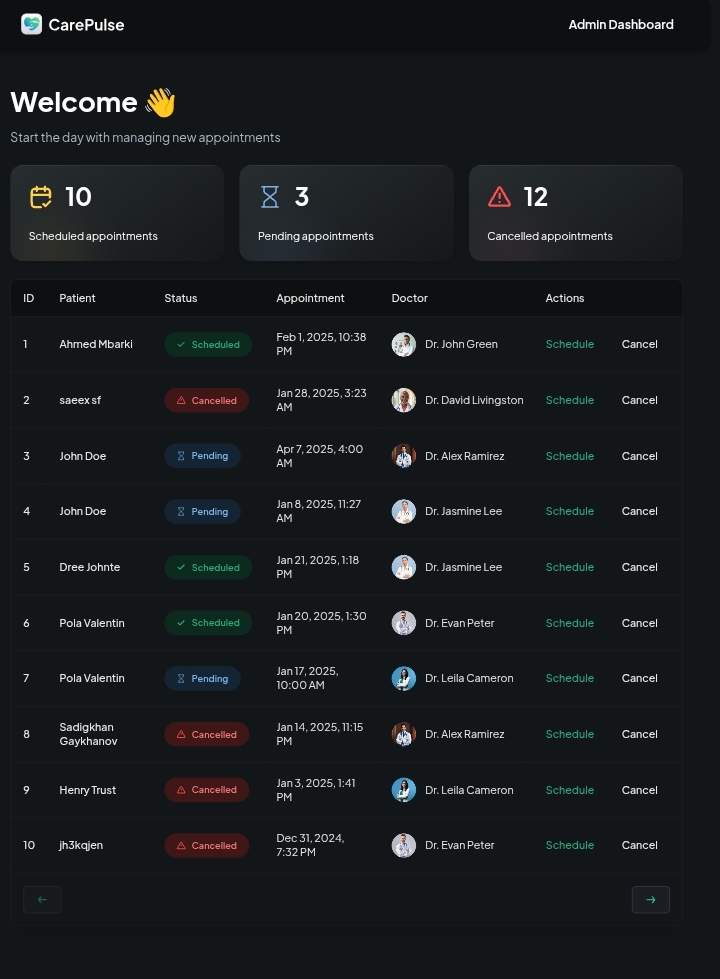 CarePulse
Admin Dashboard
Welcome 👋
Start the day with managing new appointments
10
Scheduled appointments
3
Pending appointments
12
Cancelled appointments
ID Patient Status Appointment Doctor Actions
1 Ahmed Mbarki Scheduled Feb 1, 2025, 10:38 PM Dr. John Green Schedule Cancel
2 saeex sf Cancelled Jan 28, 2025, 3:23 AM Dr. David Livingston Schedule Cancel
3 John Doe Pending Apr 7, 2025, 4:00 AM Dr. Alex Ramirez Schedule Cancel
4 John Doe Pending Jan 8, 2025, 11:27 AM Dr. Jasmine Lee Schedule Cancel
5 Dree Johnte Scheduled Jan 21, 2025, 1:18 PM Dr. Jasmine Lee Schedule Cancel
6 Pola Valentin Scheduled Jan 20, 2025, 1:30 PM Dr. Evan Peter Schedule Cancel
7 Pola Valentin Pending Jan 17, 2025, 10:00 AM Dr. Leila Cameron Schedule Cancel
8 Sadigkhan Gaykhanov Cancelled Jan 14, 2025, 11:15 PM Dr. Alex Ramirez Schedule Cancel
9 Henry Trust Cancelled Jan 3, 2025, 1:41 PM Dr. Leila Cameron Schedule Cancel
10 jh3kqjen Cancelled Dec 31, 2024, 7:32 PM Dr. Evan Peter Schedule Cancel